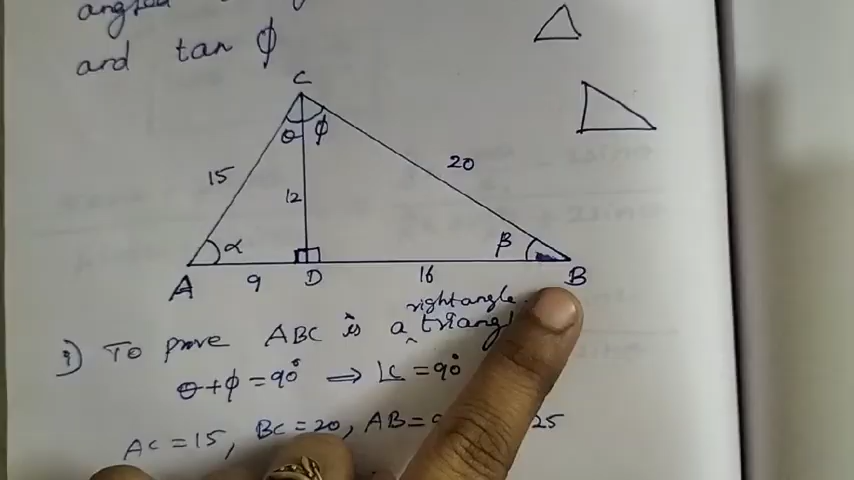 and tan ϕ
C
θ ϕ
15
20
12
α
β
A 9 D 16 B
right angle
i) To prove ABC is a
θ+ϕ = 90° ⇒ ∠C = 90°
AC = 15, BC = 20, AB = 25